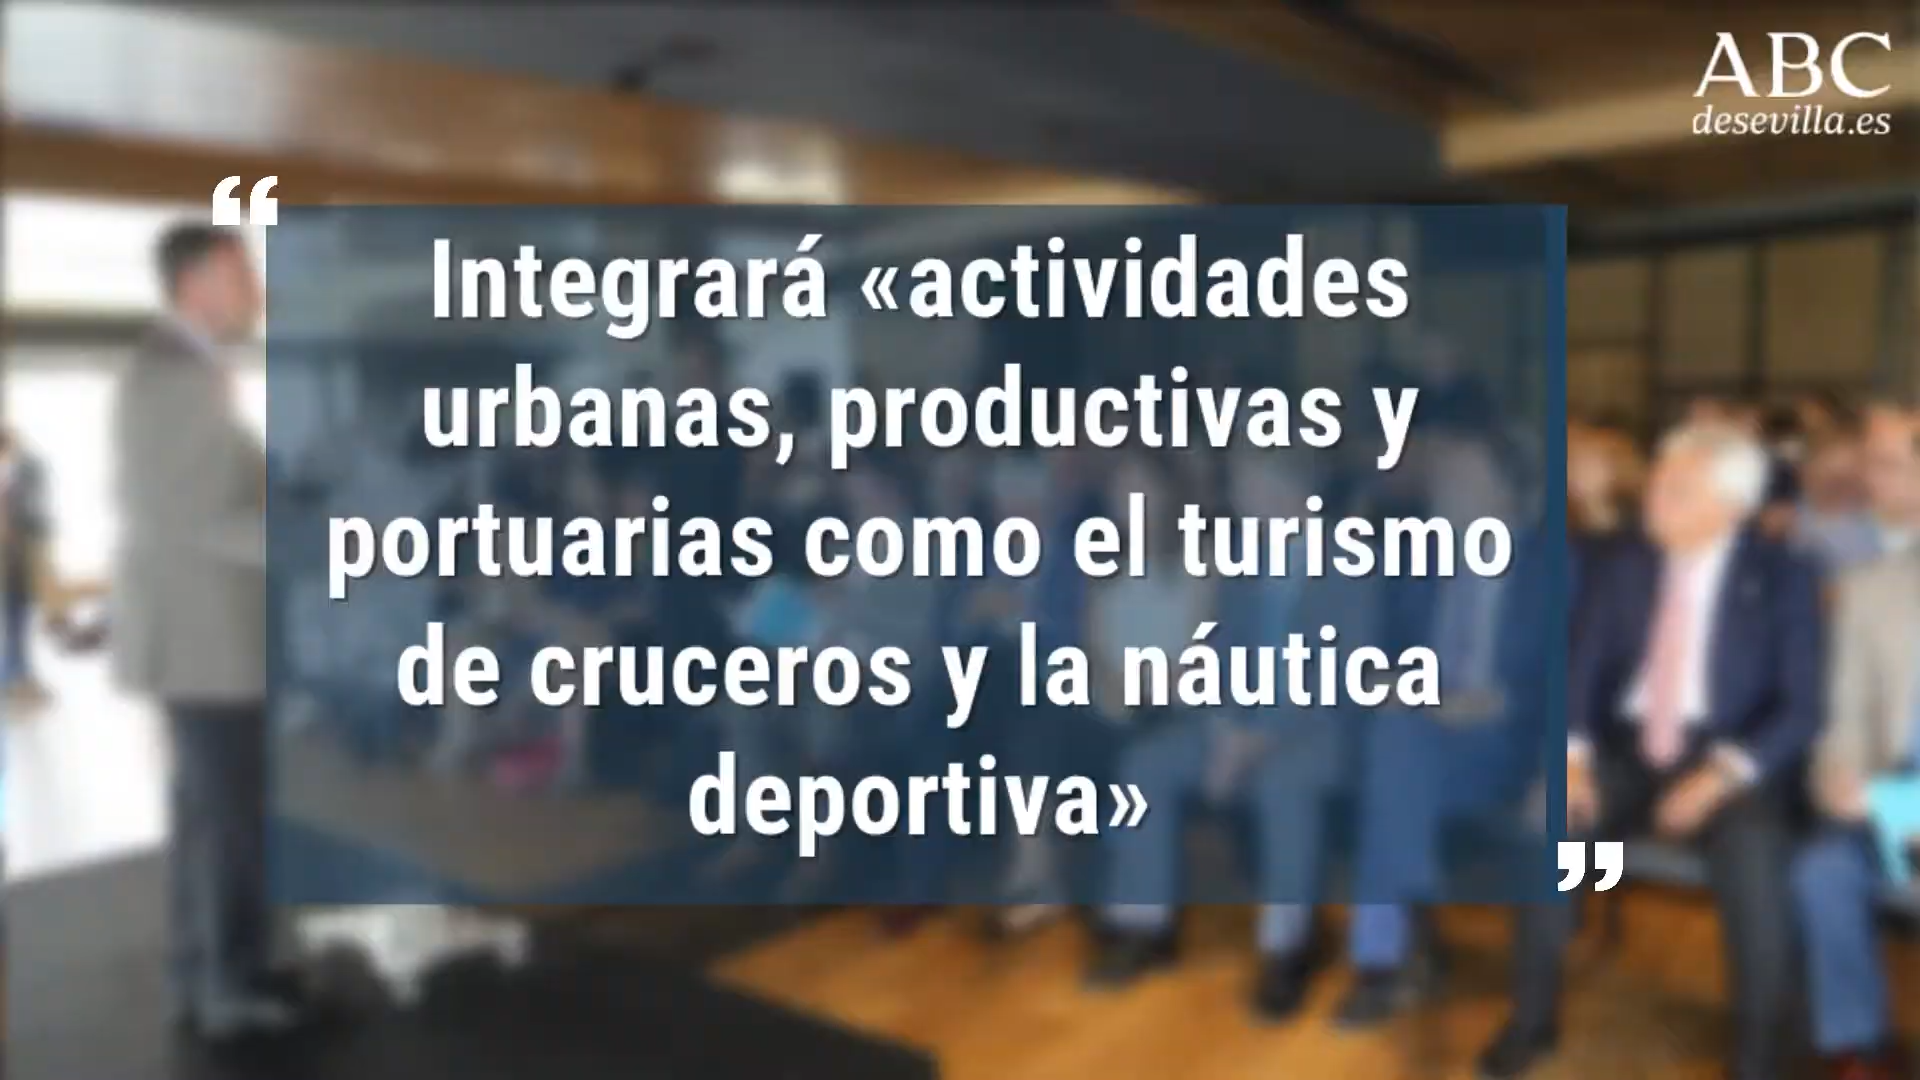 ABC
desevilla.es
“
Integrará «actividades
urbanas, productivas y
portuarias como el turismo
de cruceros y la náutica
deportiva»
”